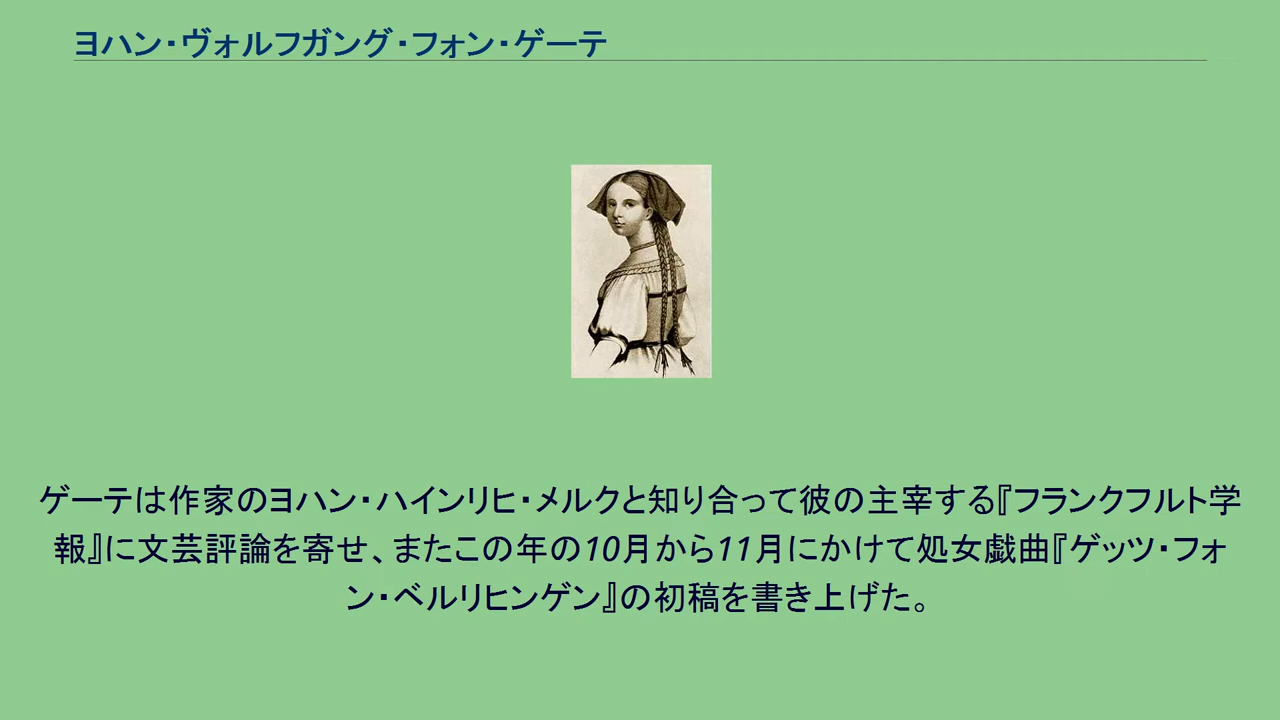 ヨハン・ヴォルフガング・フォン・ゲーテ
ゲーテは作家のヨハン・ハインリヒ・メルクと知り合って彼の主宰する『フランクフルト学
報』に文芸評論を寄せ、またこの年の10月から11月にかけて処女戯曲『ゲッツ・フォ
ン・ベルリヒンゲン』の初稿を書き上げた。